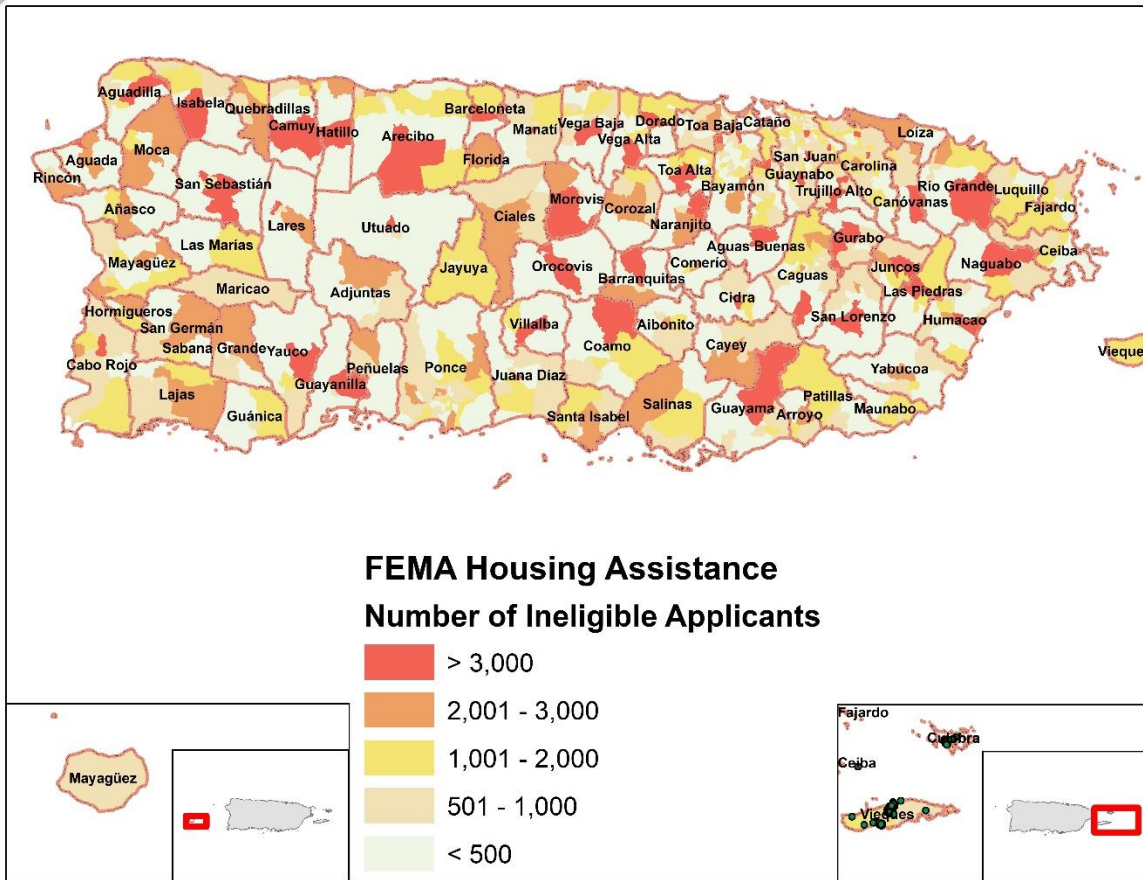 Aguadilla
Isabela
Quebradillas
Camuy
Hatillo
Arecibo
Barceloneta
Manatí
Vega Baja
Vega Alta
Dorado
Toa Baja
Cataño
Loíza
San Juan
Carolina
Guaynabo
Trujillo Alto
Canóvanas
Río Grande
Luquillo
Fajardo
Aguada
Rincón
Moca
San Sebastián
Florida
Toa Alta
Bayamón
Morovis
Corozal
Naranjito
Ciales
Lares
Utuado
Añasco
Las Marías
Mayagüez
Maricao
Adjuntas
Jayuya
Orocovis
Barranquitas
Comerío
Aguas Buenas
Gurabo
Caguas
Juncos
Las Piedras
Naguabo
Ceiba
Humacao
San Lorenzo
Cidra
Hormigueros
San Germán
Sabana Grande
Cabo Rojo
Lajas
Guánica
Yauco
Guayanilla
Peñuelas
Ponce
Juana Díaz
Villalba
Coamo
Aibonito
Cayey
Salinas
Santa Isabel
Guayama
Arroyo
Patillas
Maunabo
Yabucoa
Vieque
FEMA Housing Assistance
Number of Ineligible Applicants
> 3,000
2,001 - 3,000
1,001 - 2,000
501 - 1,000
< 500
Mayagüez
Fajardo
Culebra
Ceiba
Vieques